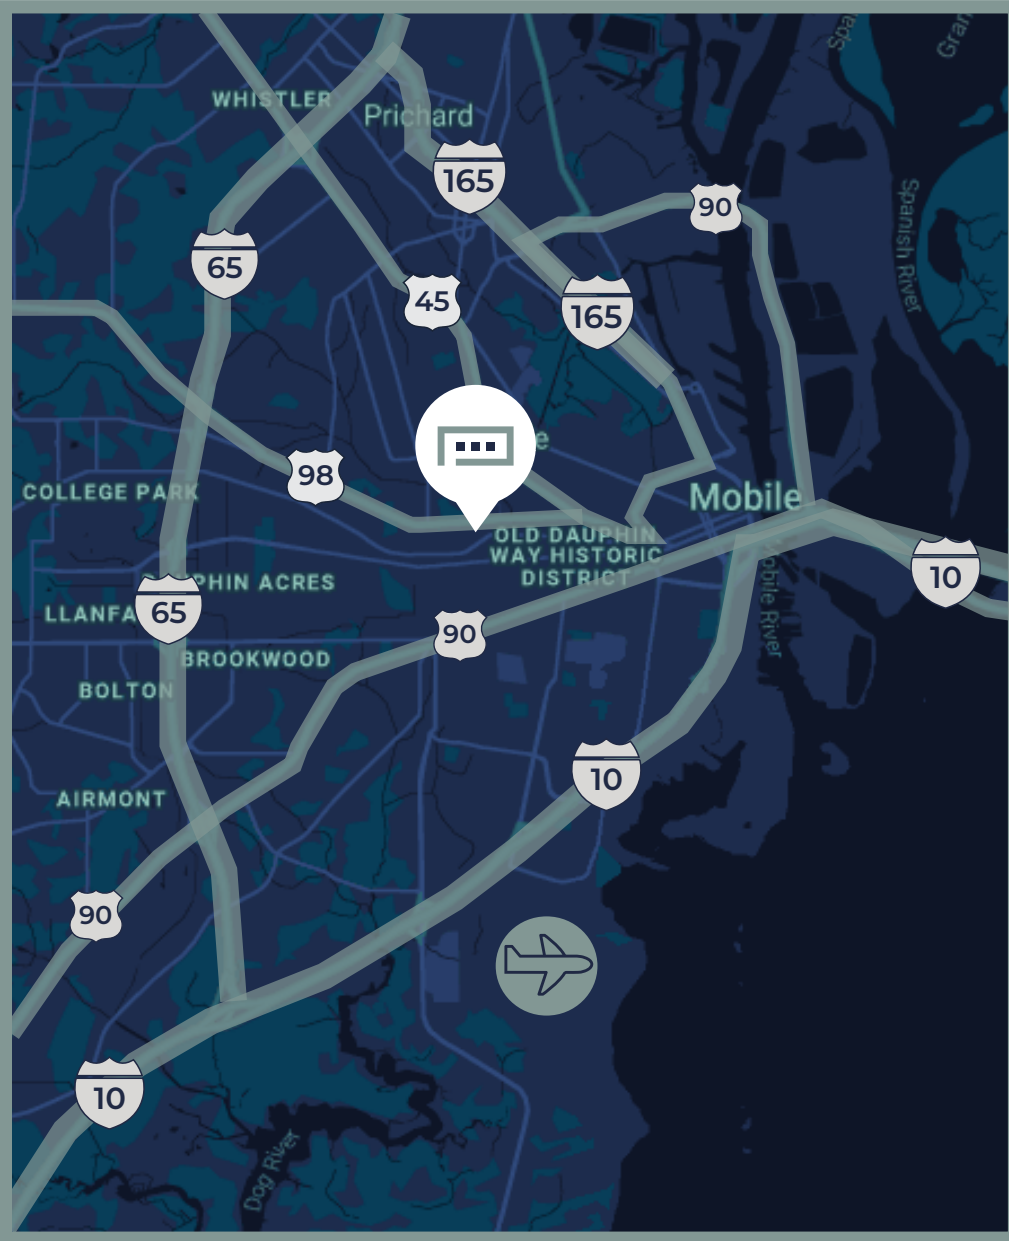 WHISTLER
Prichard
165
90
65
45
165
Spanish River
98
COLLEGE PARK
Mobile
OLD DAUPHIN
WAY HISTORIC
DISTRICT
10
65
90
BROOKWOOD
BOLTON
10
AIRMONT
90
10
Dog River
ACRES
River